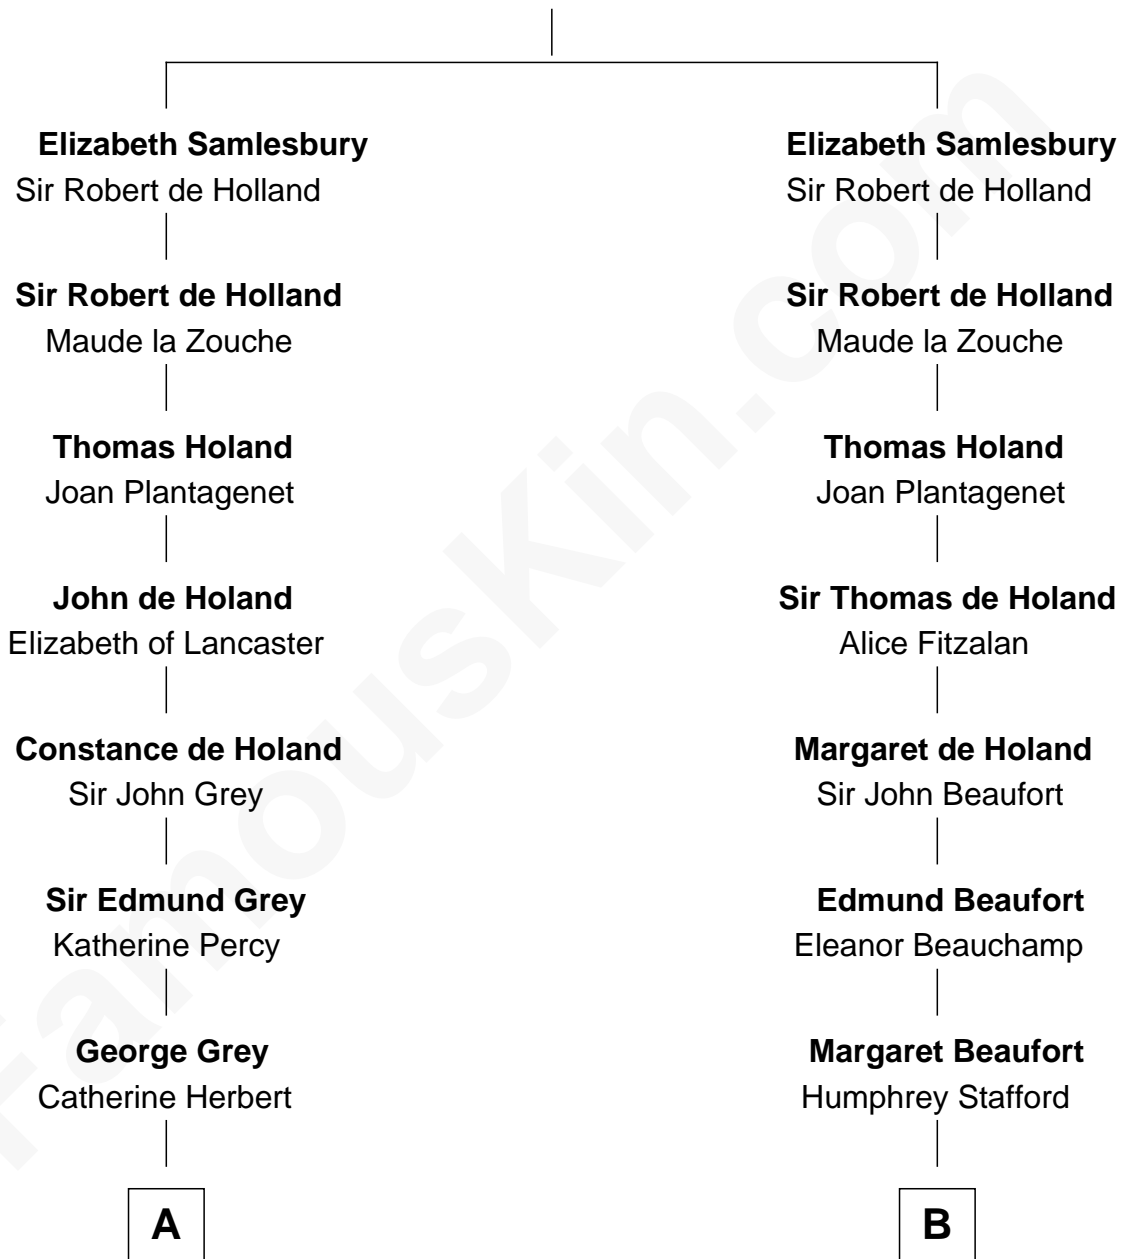 Elizabeth Samlesbury
Sir Robert de Holland
Sir Robert de Holland
Maude la Zouche
Thomas Holand
Joan Plantagenet
John de Holand
Elizabeth of Lancaster
Constance de Holand
Sir John Grey
Sir Edmund Grey
Katherine Percy
George Grey
Catherine Herbert
A
Elizabeth Samlesbury
Sir Robert de Holland
Sir Robert de Holland
Maude la Zouche
Thomas Holand
Joan Plantagenet
Sir Thomas de Holand
Alice Fitzalan
Margaret de Holand
Sir John Beaufort
Edmund Beaufort
Eleanor Beauchamp
Margaret Beaufort
Humphrey Stafford
B
FamousKin.com